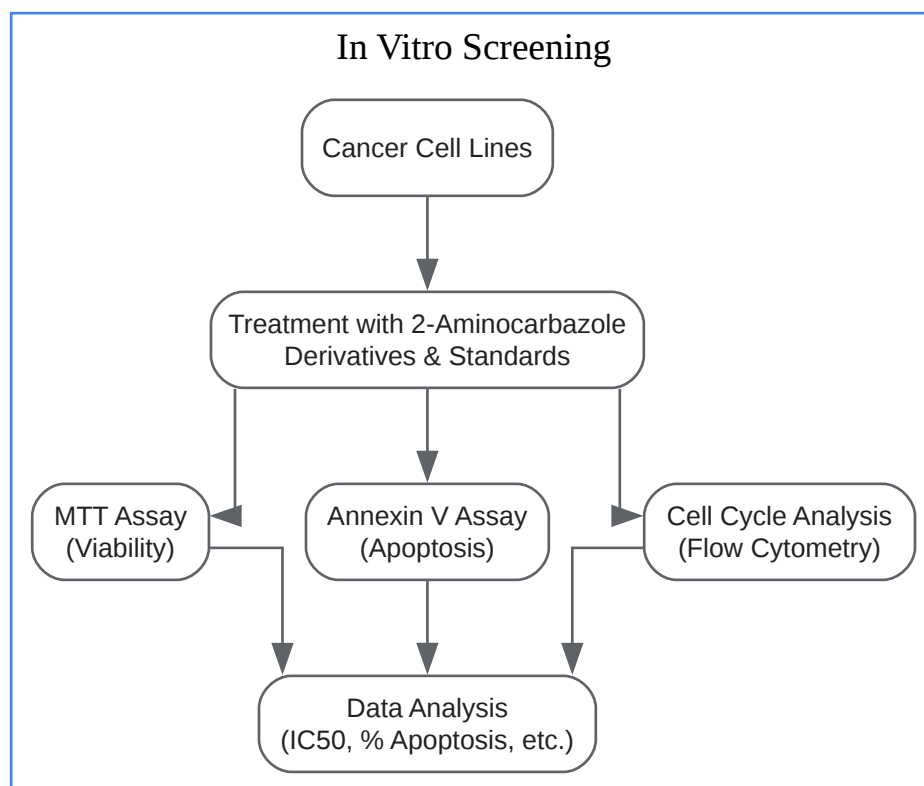 In Vitro Screening
Cancer Cell Lines
Treatment with 2-Aminocarbazole
Derivatives & Standards
MTT Assay
(Viability)
Annexin V Assay
(Apoptosis)
Cell Cycle Analysis
(Flow Cytometry)
Data Analysis
(IC50, % Apoptosis, etc.)